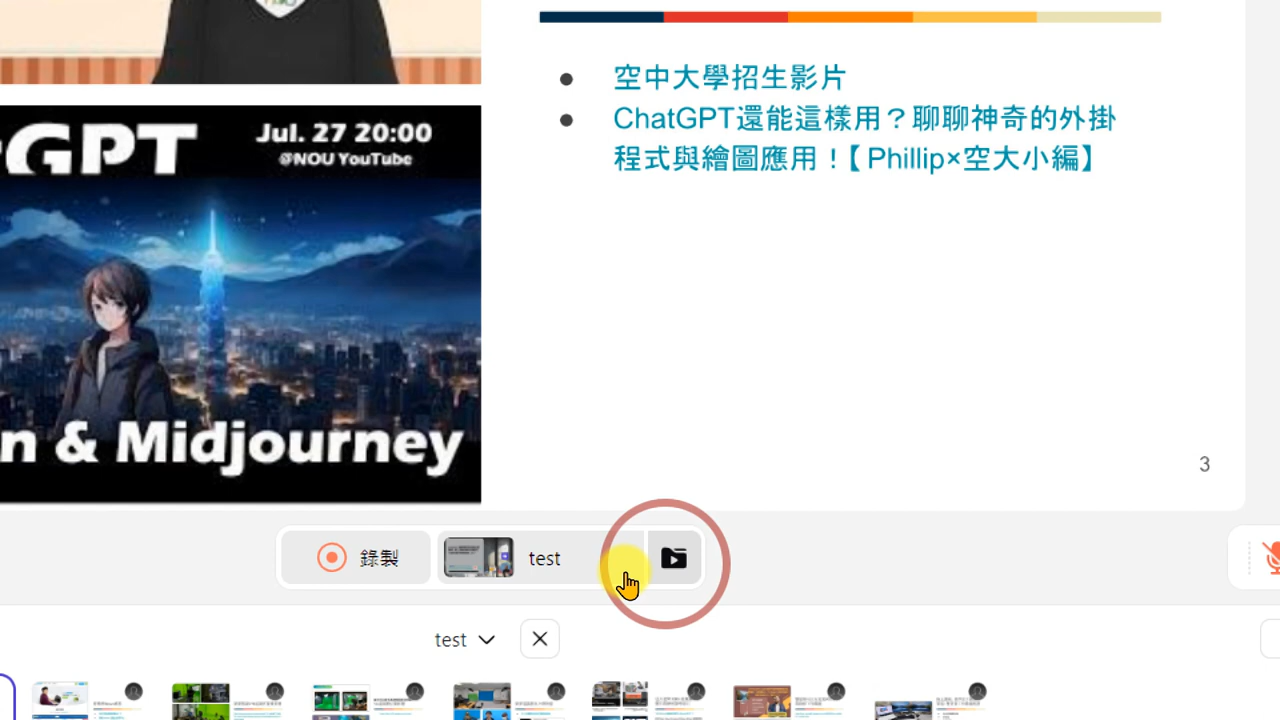 GPT
Jul. 27 20:00
@NOU YouTube
n & Midjourney
空中大學招生影片
ChatGPT還能這樣用？聊聊神奇的外掛
程式與繪圖應用！【Phillip×空大小編】
3
錄製
test
test